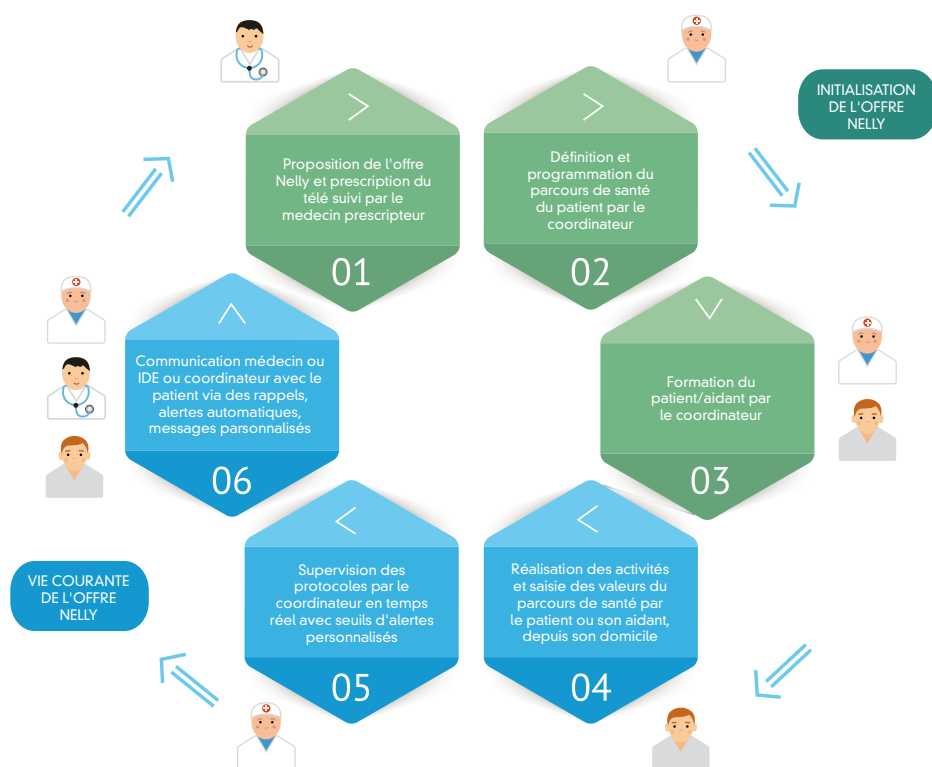 INITIALISATION
DE L'OFFRE
NELLY
Proposition de l'offre
Nelly et prescription du
télé suivi par le
medecin prescripteur
01
Définition et
programmation du
parcours de santé
du patient par le
coordinateur
02
Formation du
patient/aidant par
le coordinateur
03
Réalisation des activités
et saisie des valeurs du
parcours de santé par
le patient ou son aidant,
depuis son domicile
04
Supervision des
protocoles par le
coordinateur en temps
réel avec seuils d'alertes
personnalisés
05
Communication médecin ou
IDE ou coordinateur avec le
patient via des rappels,
alertes automatiques,
messages parsonnalisés
06
VIE COURANTE
DE L'OFFRE
NELLY